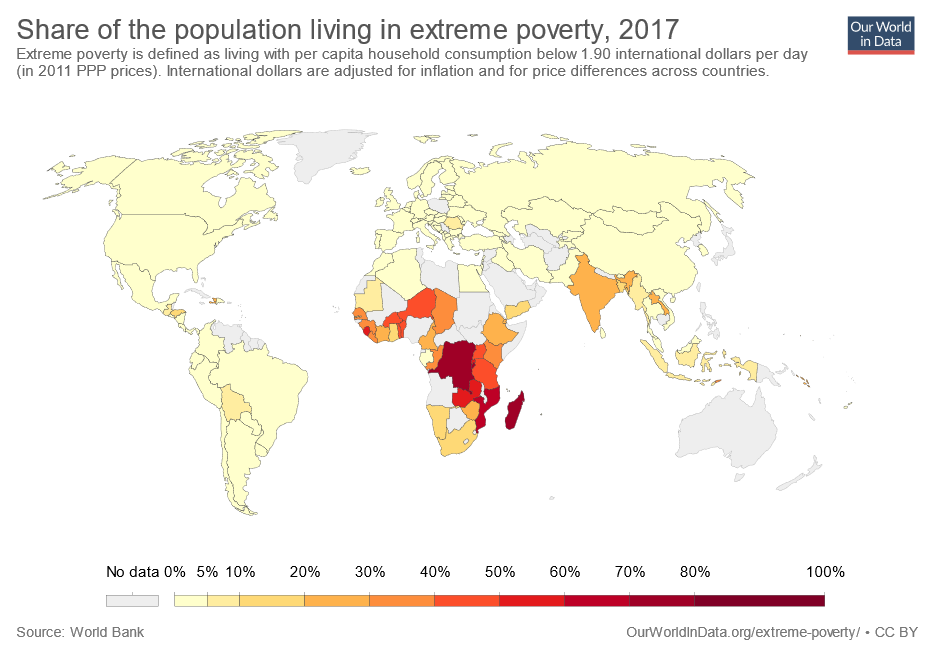 Share of the population living in extreme poverty, 2017
Our World
in Data
Extreme poverty is defined as living with per capita household consumption below 1.90 international dollars per day
(in 2011 PPP prices). International dollars are adjusted for inflation and for price differences across countries.
No data 0% 5% 10% 20% 30% 40% 50% 60% 70% 80% 100%
Source: World Bank
OurWorldInData.org/extreme-poverty/ • CC BY